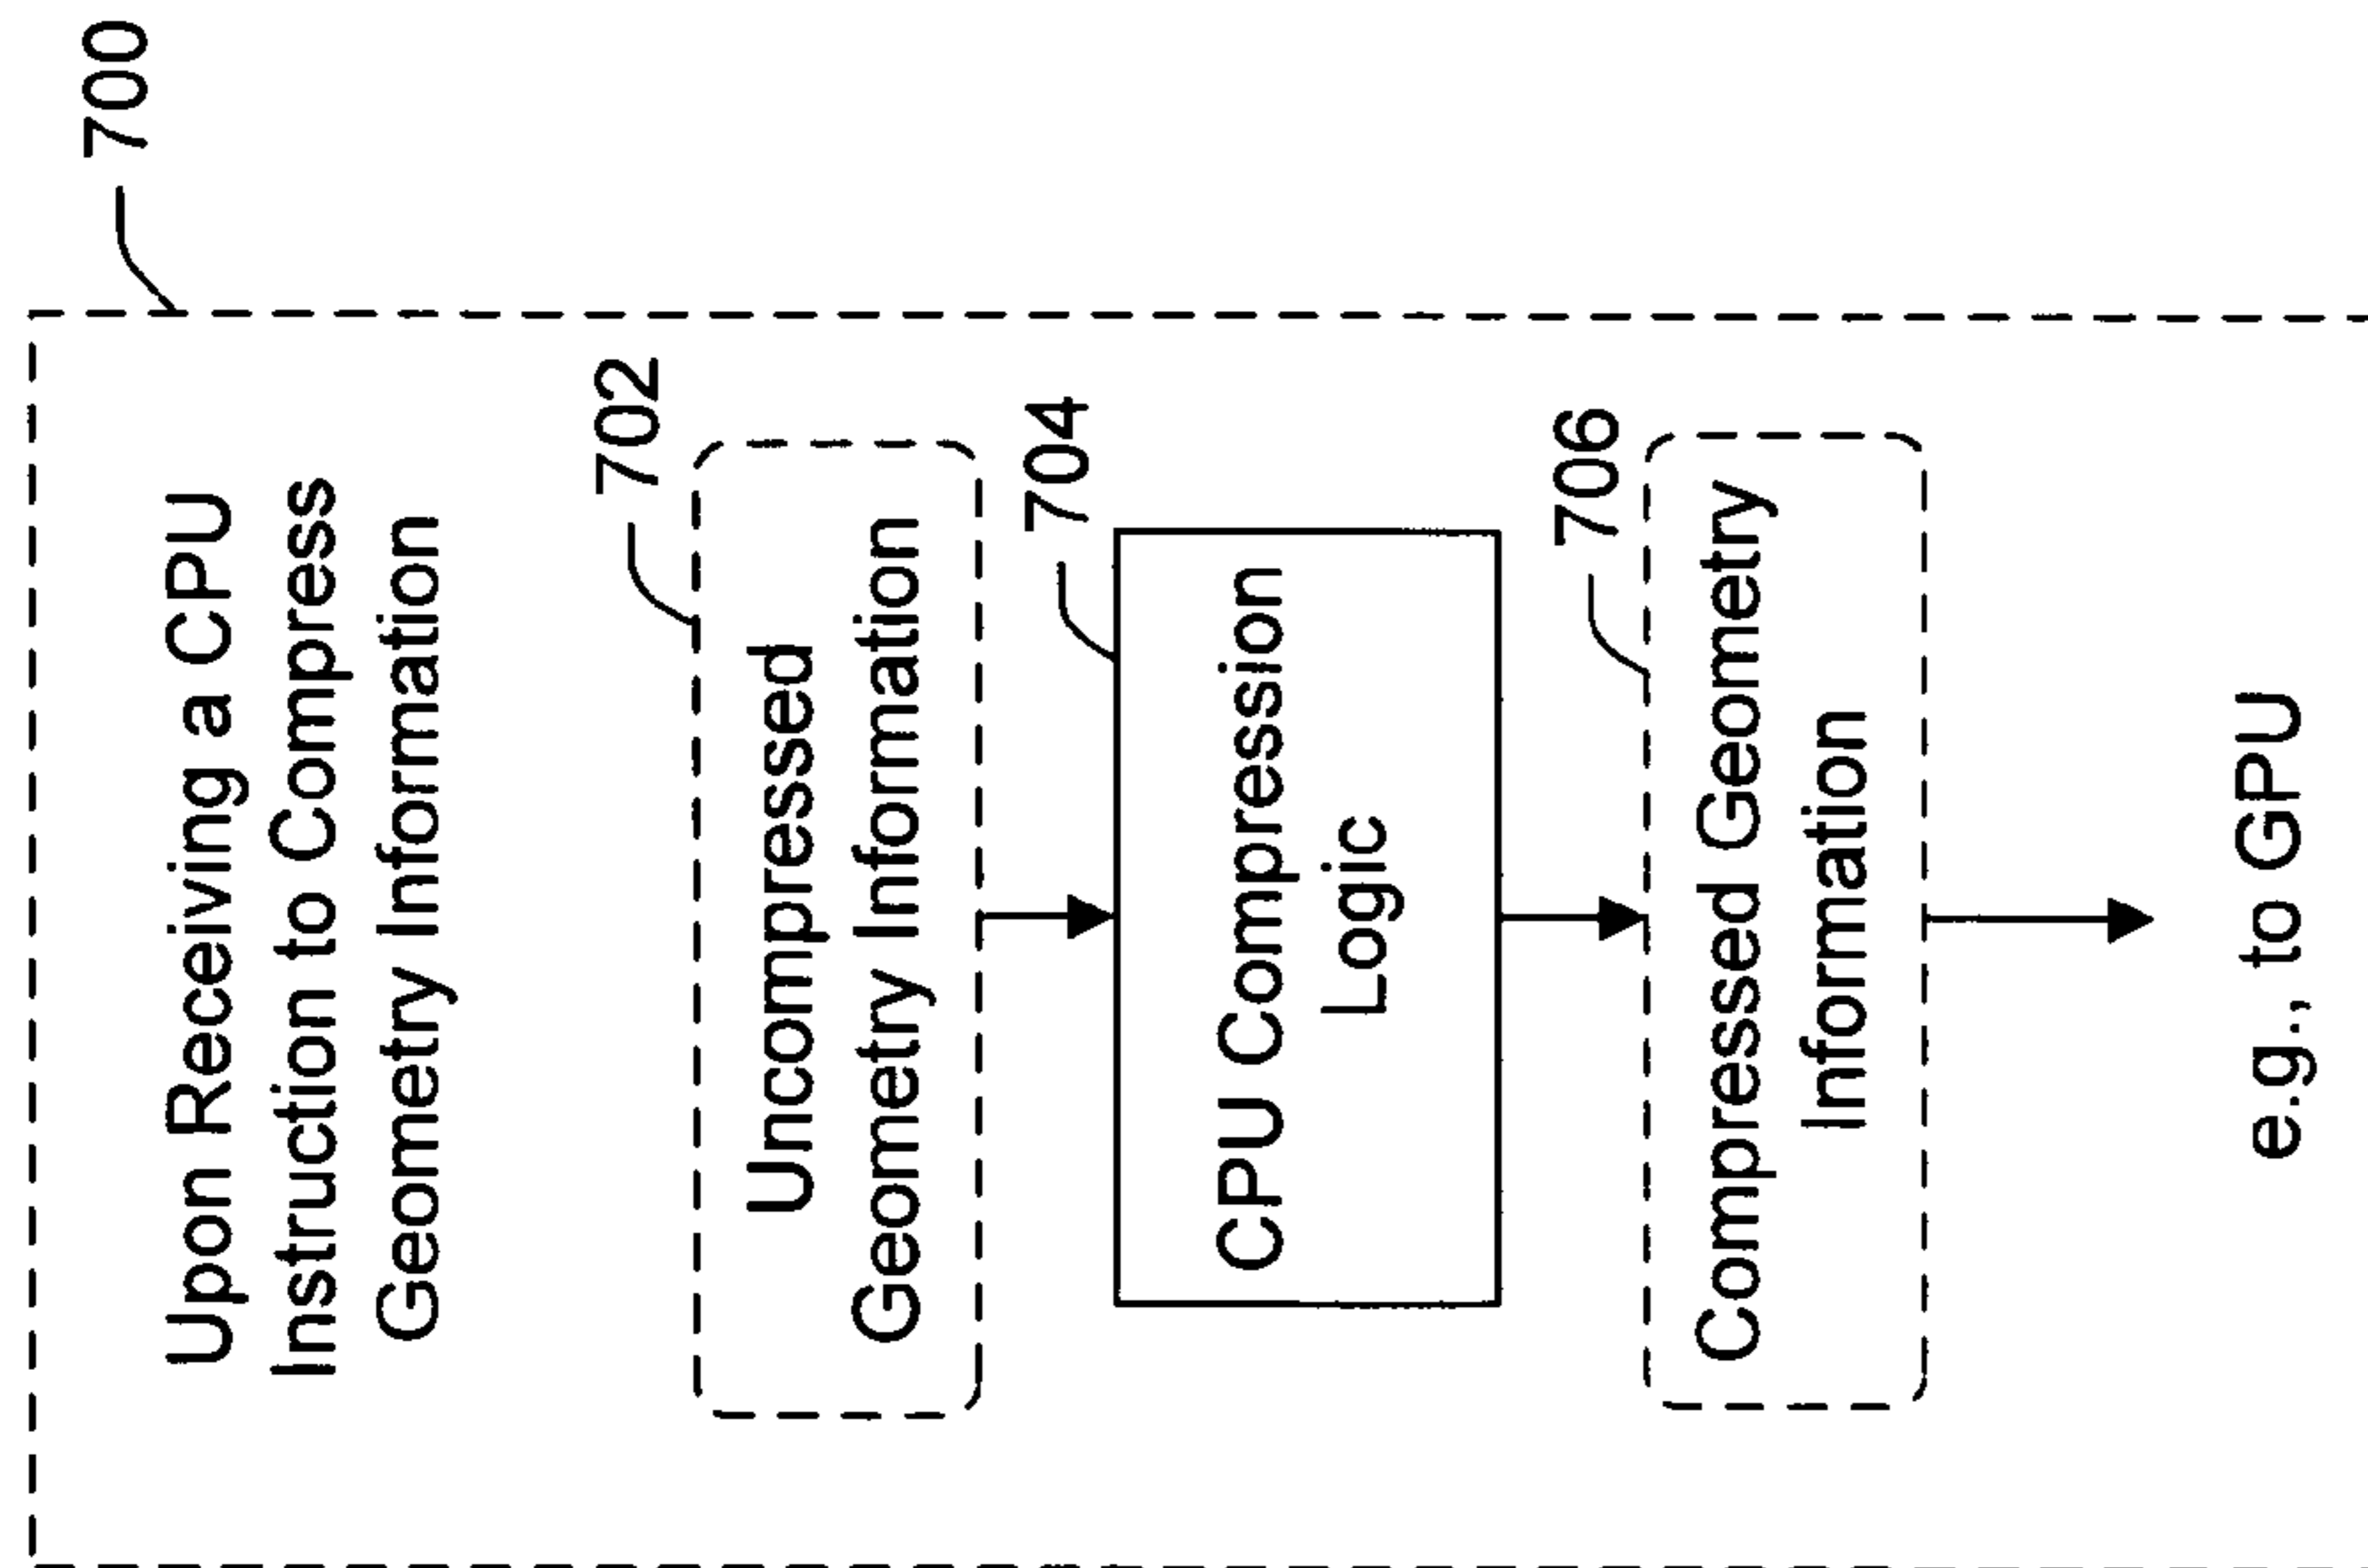 700
Upon Receiving a CPU
Instruction to Compress
Geometry Information
702
Uncompressed
Geometry Information
704
CPU Compression
Logic
706
Compressed Geometry
Information
e.g., to GPU